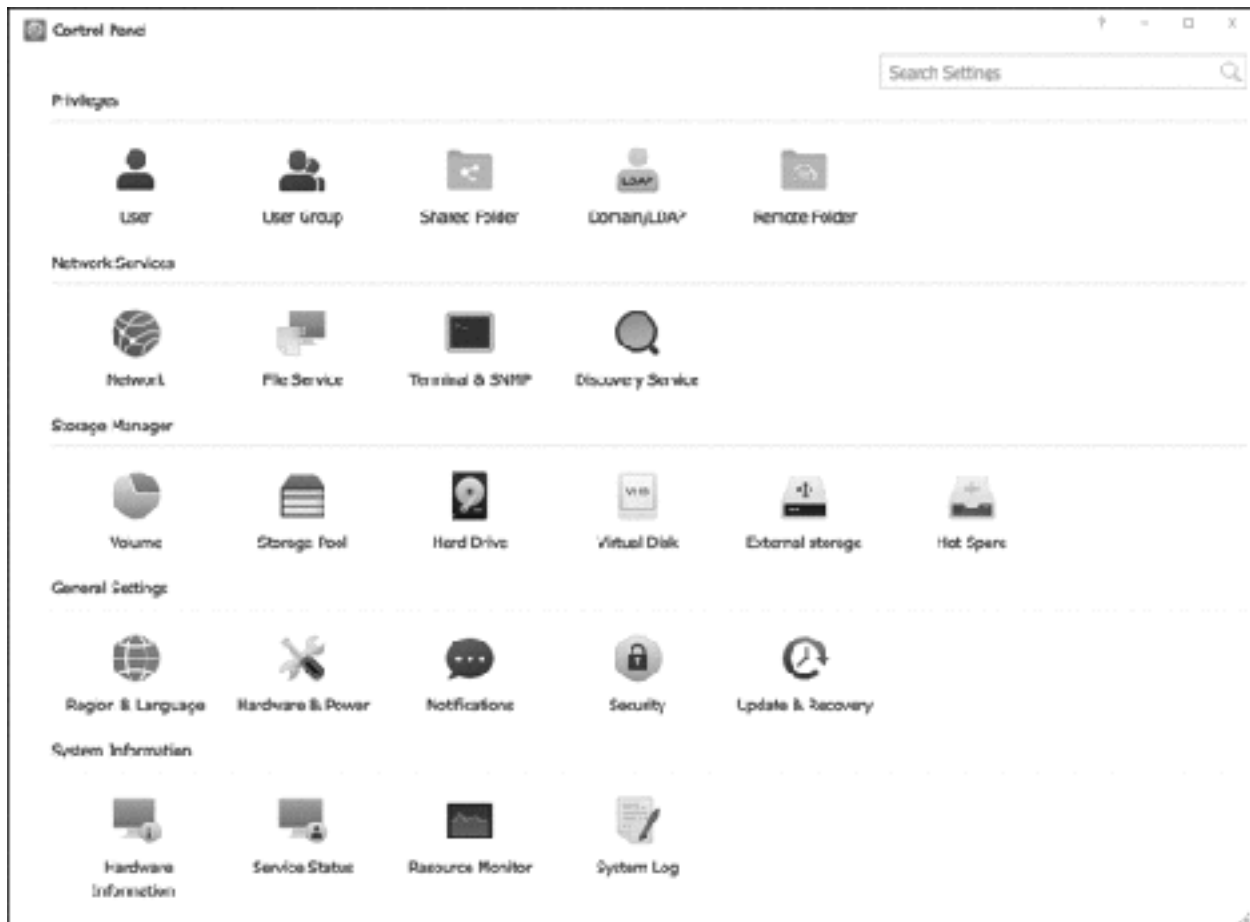 Control Panel
Search Settings
Privileges
LDAP
User
User Group
Shared Folder
Domain/LDAP
Remote Folder
Network Services
Network
File Service
Terminal & SNMP
Discovery Service
Storage Manager
Volume
Storage Pool
Hard Drive
Virtual Disk
External storage
Hot Spare
General Settings
Region & Language
Hardware & Power
Notifications
Security
Update & Recovery
System Information
Hardware
Information
Service Status
Resource Monitor
System Log